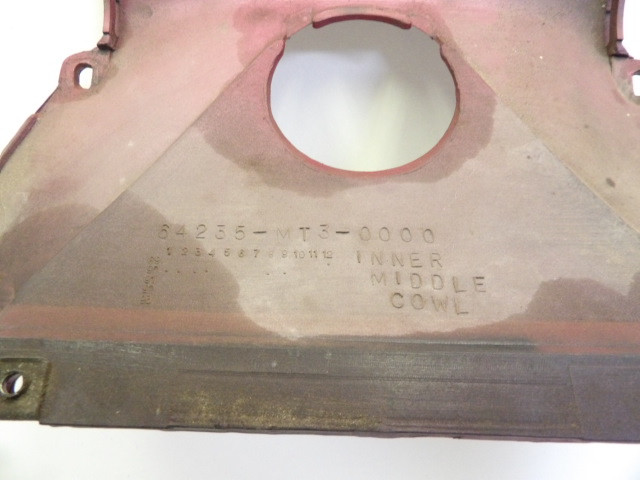 64235-MT3-0000
1 2 3 4 5 6 7 8 9 10 11 12 INNER
MIDDLE
COWL